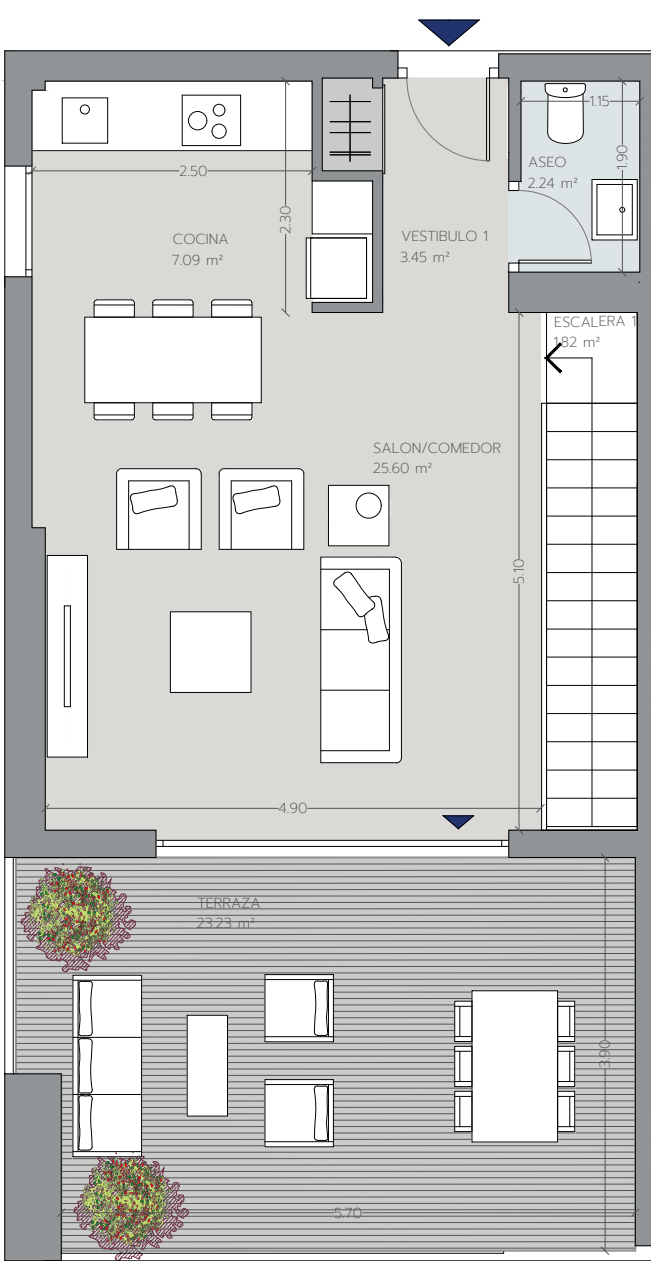 1.15
ASEO
2.24 m²
1.90
2.50
2.30
COCINA
7.09 m²
VESTIBULO 1
3.45 m²
ESCALERA 1
1.82 m²
SALON/COMEDOR
25.60 m²
5.10
4.90
TERRAZA
23.23 m²
3.90
5.70